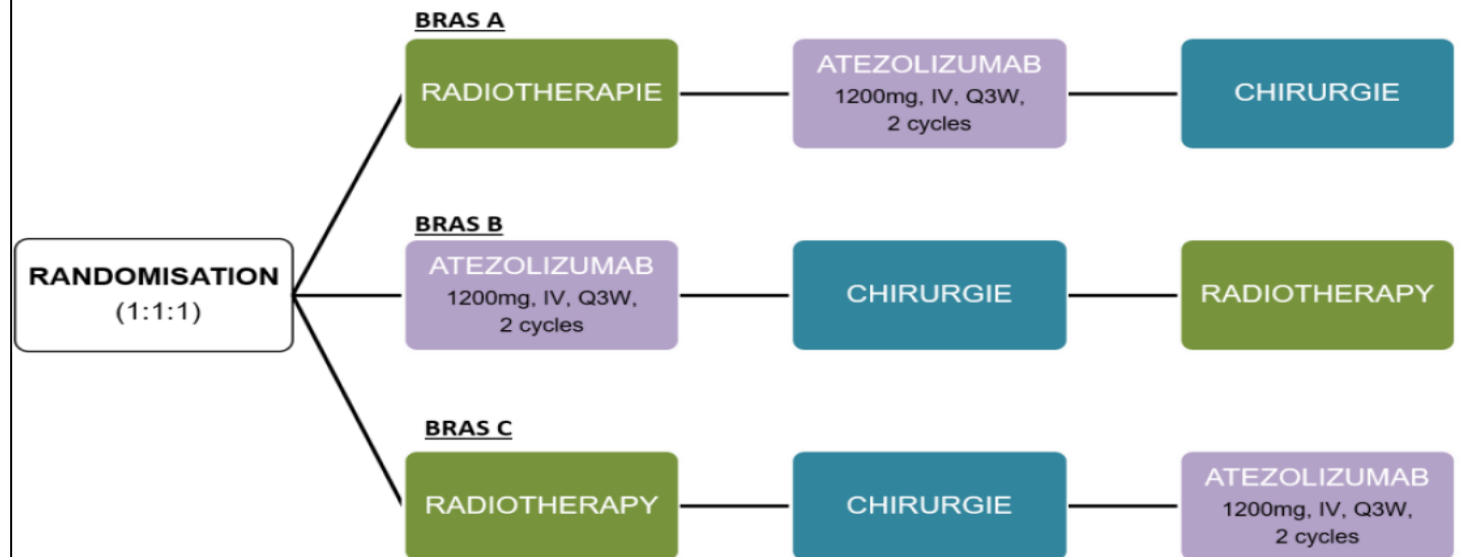 BRAS A
RADIOTHERAPIE
ATEZOLIZUMAB
1200mg, IV, Q3W,
2 cycles
CHIRURGIE
RANDOMISATION
(1:1:1)
BRAS B
ATEZOLIZUMAB
1200mg, IV, Q3W,
2 cycles
CHIRURGIE
RADIOTHERAPY
BRAS C
RADIOTHERAPY
CHIRURGIE
ATEZOLIZUMAB
1200mg, IV, Q3W,
2 cycles